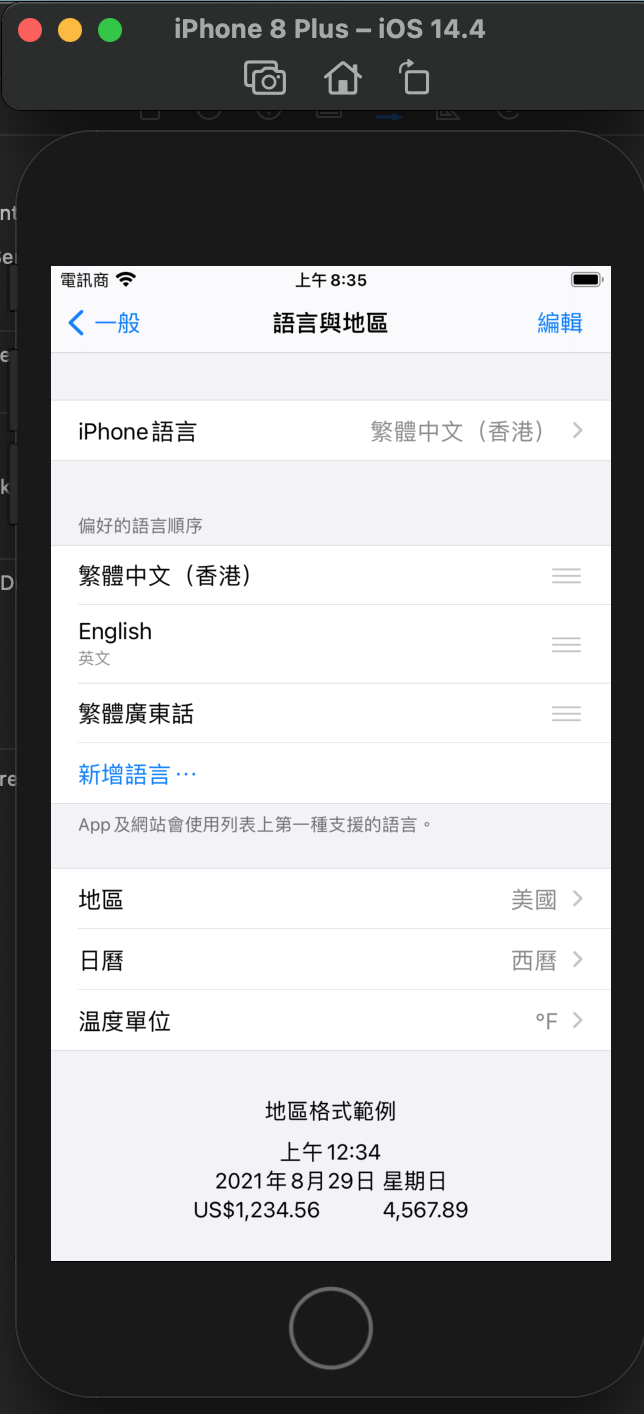 iPhone 8 Plus – iOS 14.4
電訊商
上午8:35
一般
語言與地區
編輯
iPhone語言
繁體中文（香港）
偏好的語言順序
繁體中文（香港）
English
英文
繁體廣東話
新增語言⋯
App及網站會使用列表上第一種支援的語言。
地區
美國
日曆
西曆
温度單位
°F
地區格式範例
上午12:34
2021年8月29日 星期日
US$1,234.56 4,567.89